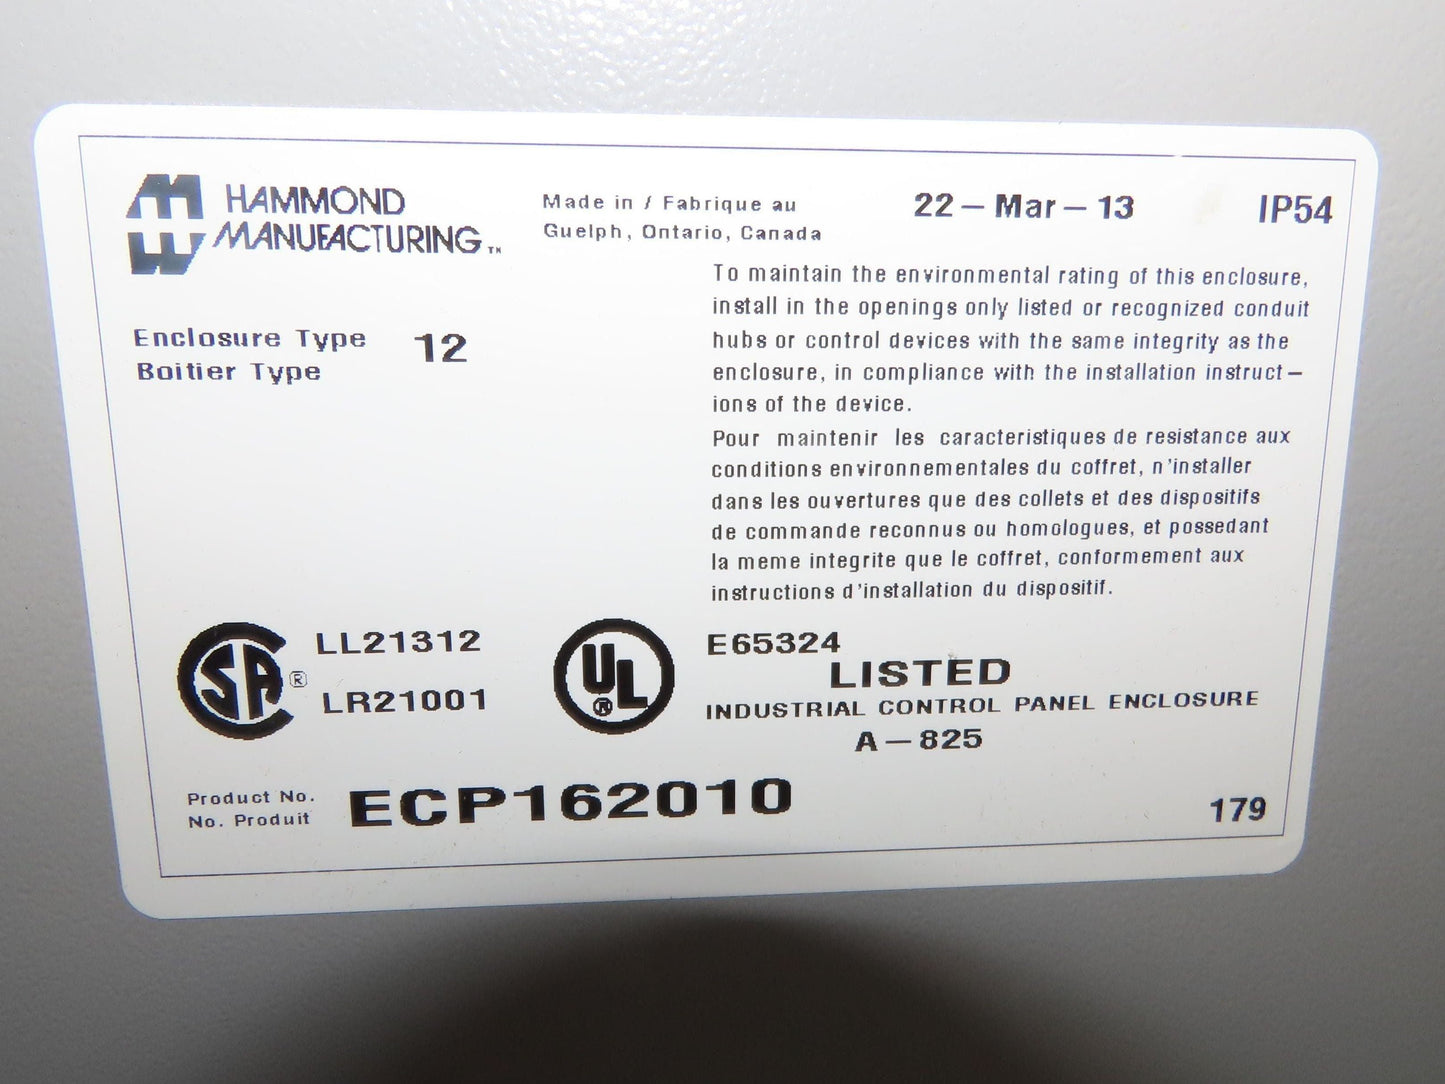 HAMMOND
MANUFACTURING™
Made in / Fabrique au
Guelph, Ontario, Canada
22-Mar-13
IP54
Enclosure Type 12
Boitier Type
To maintain the environmental rating of this enclosure,
install in the openings only listed or recognized conduit
hubs or control devices with the same integrity as the
enclosure, in compliance with the installation instruct-
ions of the device.
Pour maintenir les caracteristiques de resistance aux
conditions environnementales du coffret, n'installer
dans les ouvertures que des collets et des dispositifs
de commande reconnus ou homologues, et possedant
la meme integrite que le coffret, conformement aux
instructions d'installation du dispositif.
SA ®
LL21312
LR21001
UL ®
E65324
LISTED
INDUSTRIAL CONTROL PANEL ENCLOSURE
A-825
Product No. ECP162010
No. Produit
179